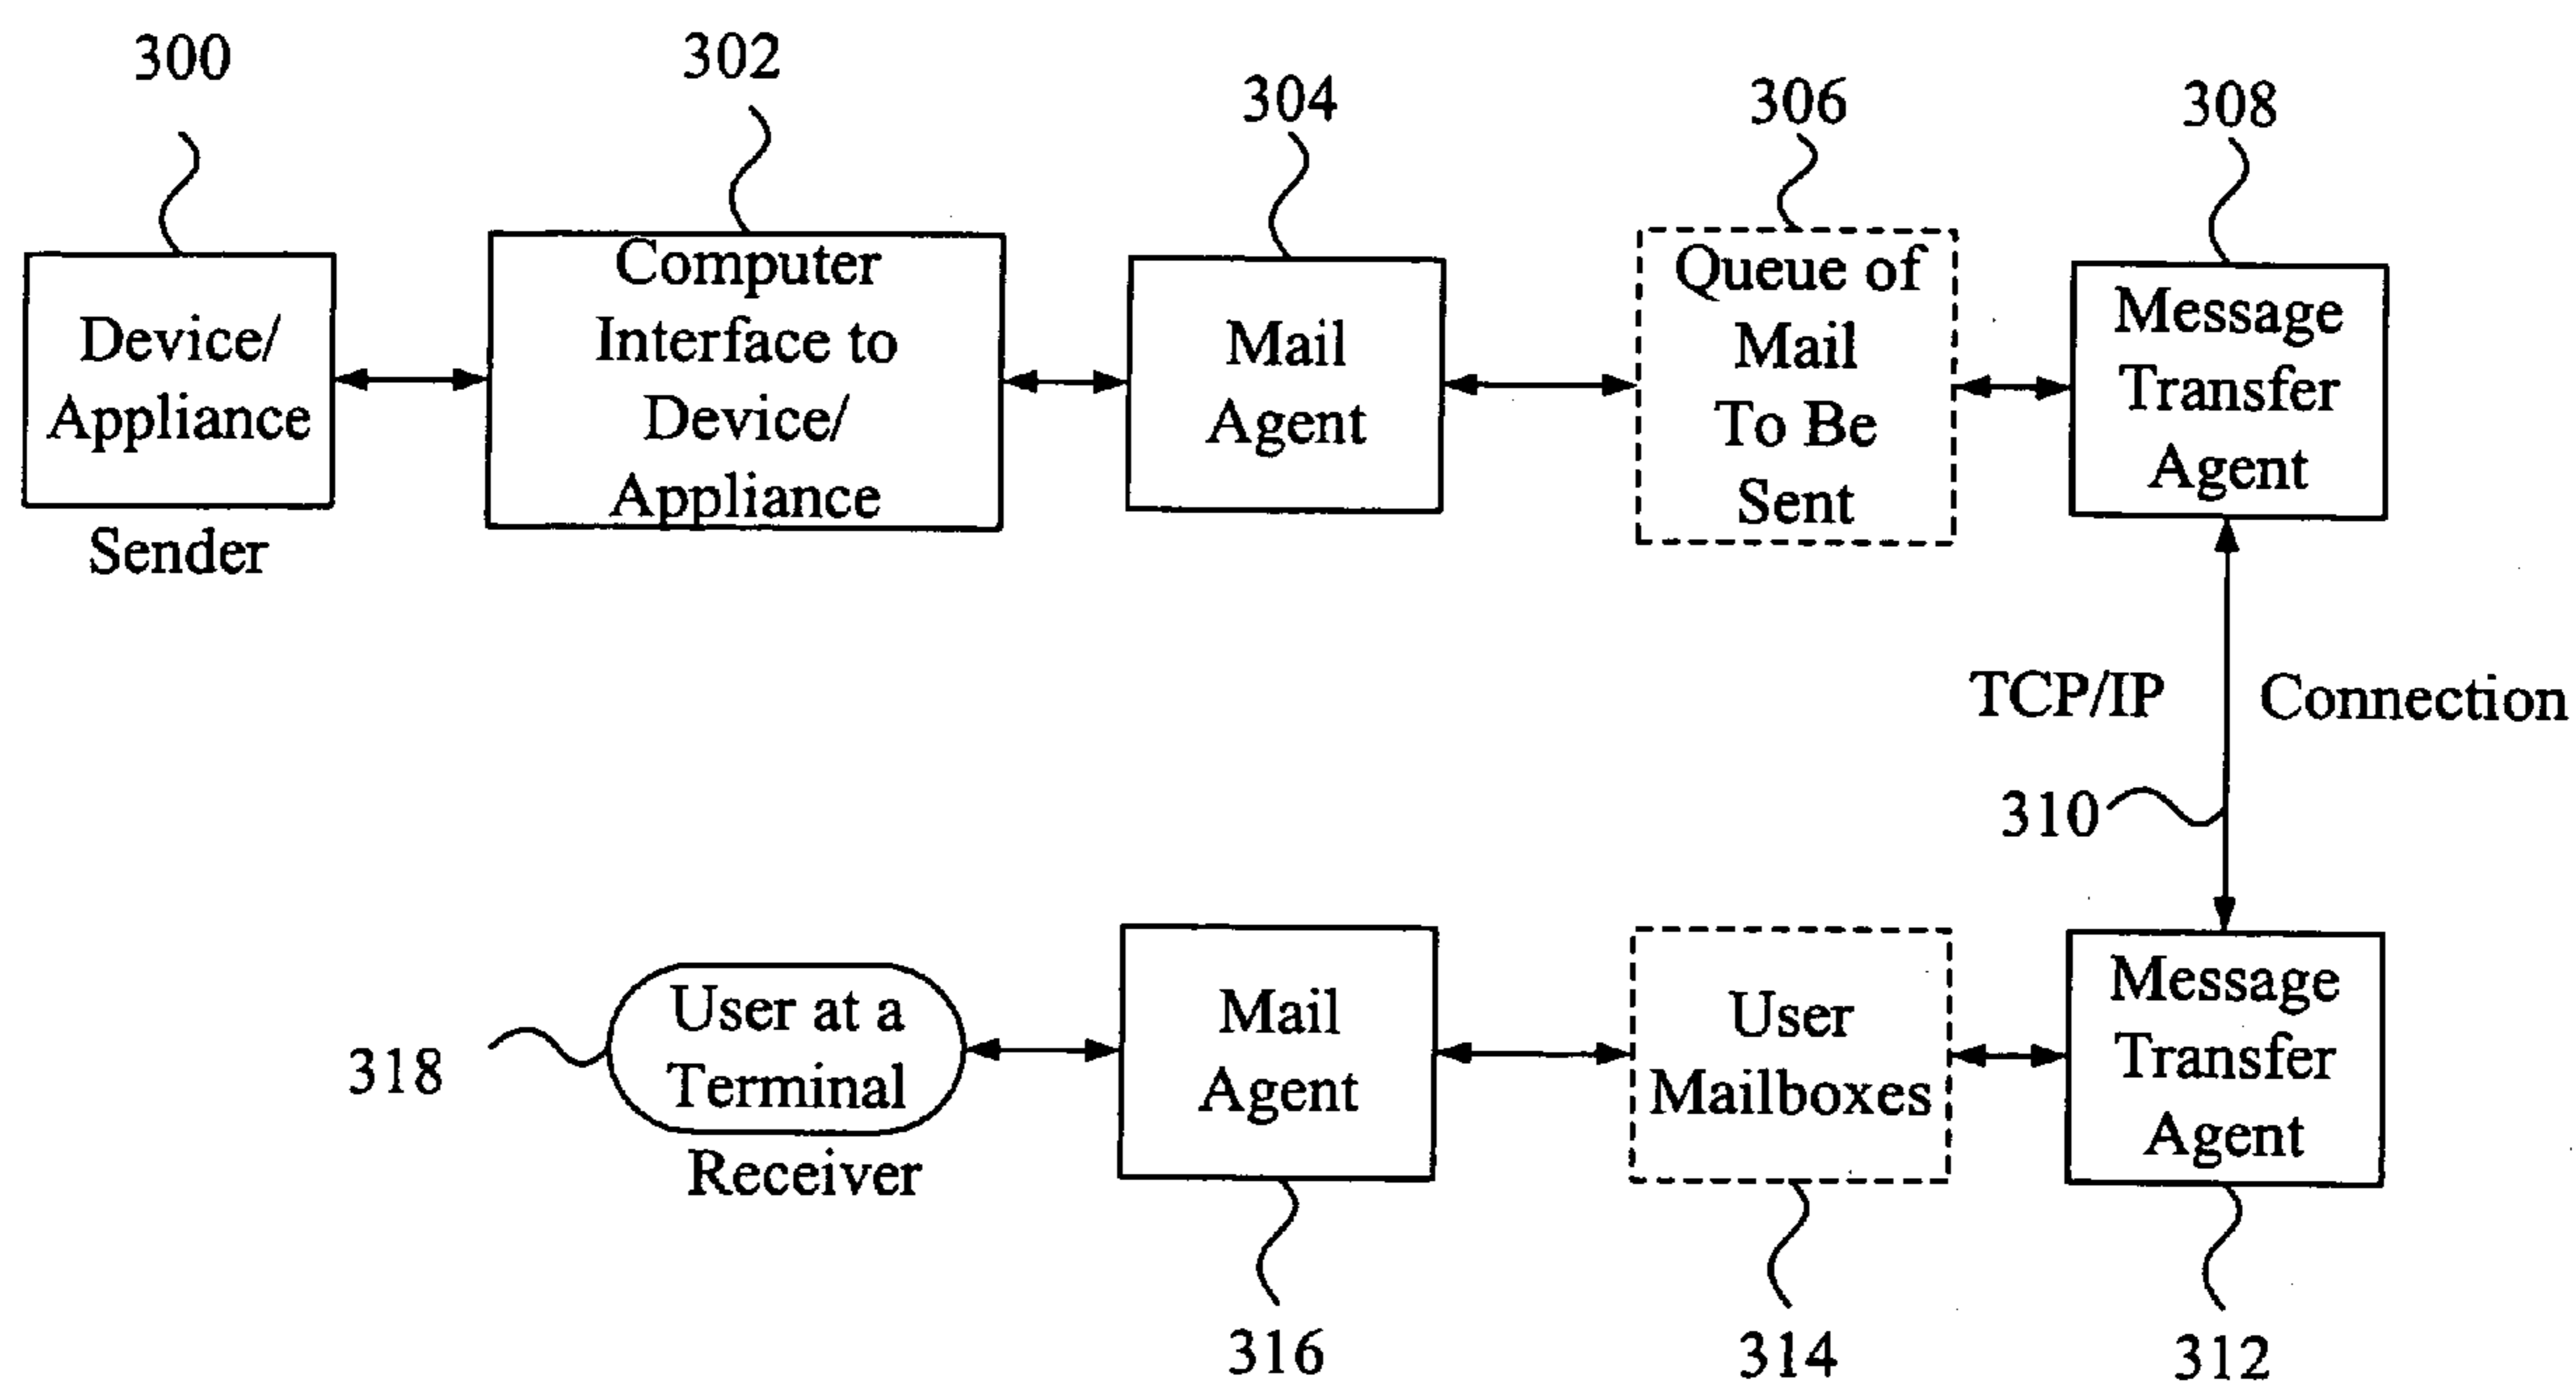 300
302
304
306
308
Device/
Appliance
Sender
Computer
Interface to
Device/
Appliance
Mail
Agent
Queue of
Mail
To Be
Sent
Message
Transfer
Agent
TCP/IP Connection
310
318
User at a
Terminal
Receiver
Mail
Agent
User
Mailboxes
Message
Transfer
Agent
316
314
312